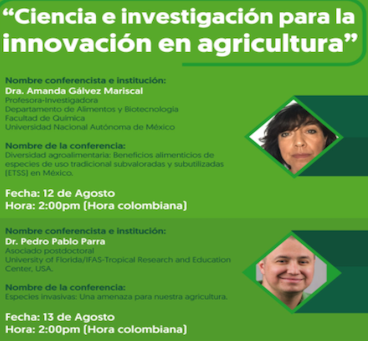 “Ciencia e investigación para la
innovación en agricultura”
Nombre conferencista e institución:
Dra. Amanda Gálvez Mariscal
Profesora-Investigadora
Departamento de Alimentos y Biotecnología
Facultad de Química
Universidad Nacional Autónoma de México
Nombre de la conferencia:
Diversidad agroalimentaria: Beneficios alimenticios de
especies de uso tradicional subvaloradas y subutilizadas
(ETSS) en México.
Fecha: 12 de Agosto
Hora: 2:00pm (Hora colombiana)
Nombre conferencista e institución:
Dr. Pedro Pablo Parra
Asociado postdoctoral
University of Florida/IFAS-Tropical Research and Education
Center, USA.
Nombre de la conferencia:
Especies invasivas: Una amenaza para nuestra agricultura.
Fecha: 13 de Agosto
Hora: 2:00pm (Hora colombiana)